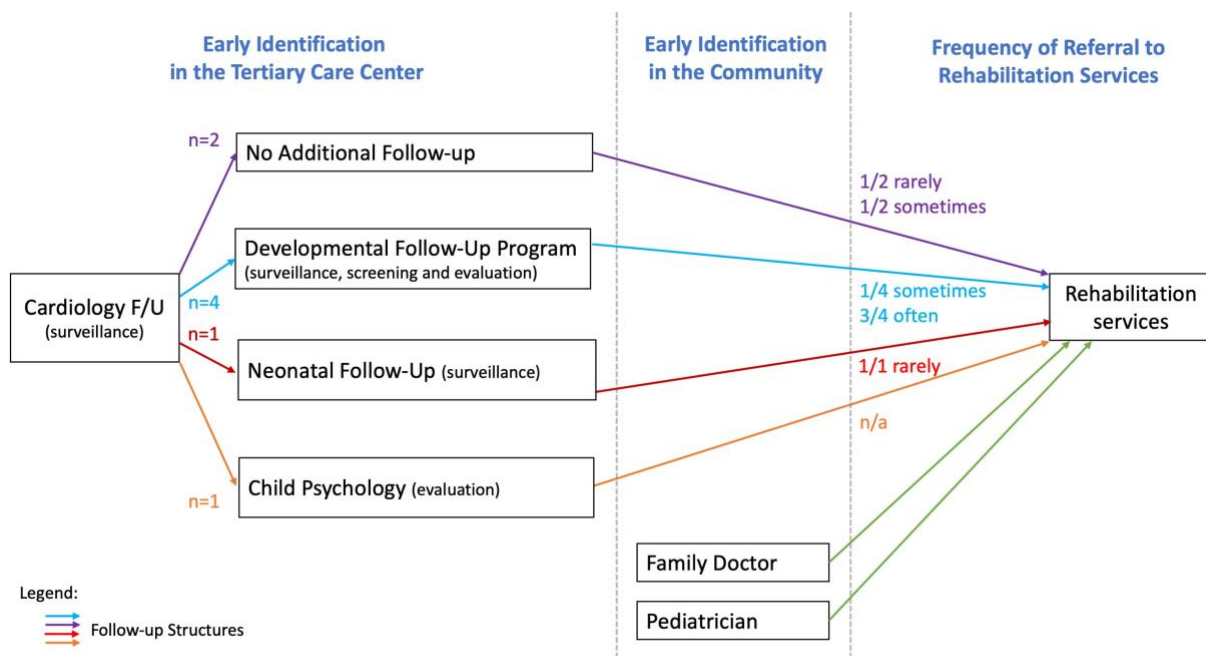 Early Identification
in the Tertiary Care Center
Early Identification
in the Community
Frequency of Referral to
Rehabilitation Services
n=2
No Additional Follow-up
1/2 rarely
1/2 sometimes
Developmental Follow-Up Program
(surveillance, screening and evaluation)
Cardiology F/U
(surveillance)
n=4
n=1
1/4 sometimes
3/4 often
Rehabilitation
services
Neonatal Follow-Up (surveillance)
1/1 rarely
n/a
Child Psychology (evaluation)
n=1
Family Doctor
Pediatrician
Legend:
Follow-up Structures